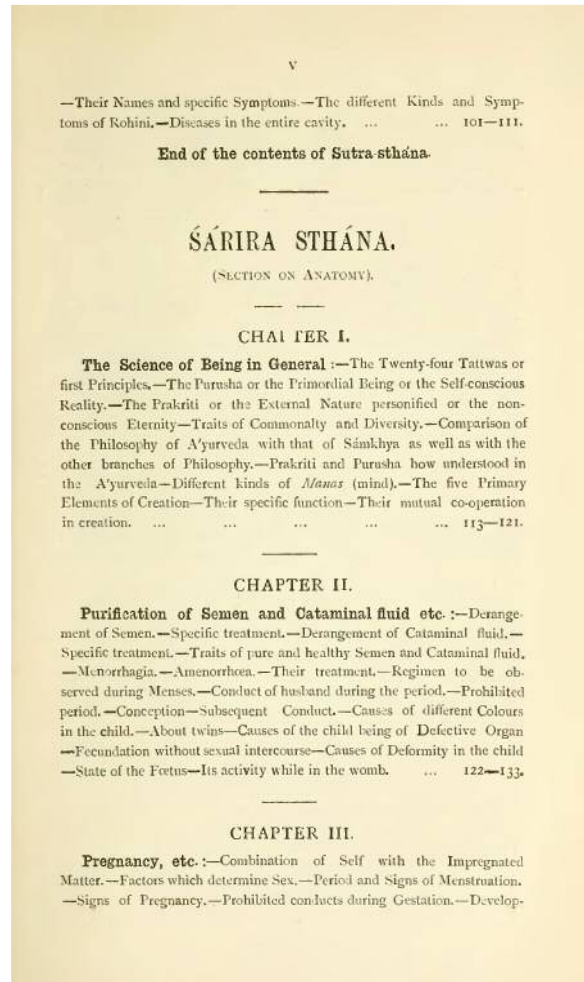 V
—Their Names and specific Symptoms.—The different Kinds and Symp-
toms of Rohini.—Diseases in the entire cavity. ... ... 101—111.
End of the contents of Sutra-sthána.
ŚÁRIRA STHÁNA.
(SECTION ON ANATOMY).
CHAPTER I.
The Science of Being in General :—The Twenty-four Tattwas or
first Principles.—The Purusha or the Primordial Being or the Self-conscious
Reality.—The Prakriti or the External Nature personified or the non-
conscious Eternity—Traits of Commonalty and Diversity.—Comparison of
the Philosophy of A'yurveda with that of Sámkhya as well as with the
other branches of Philosophy.—Prakriti and Purusha how understood in
the A'yurveda—Different kinds of Manas (mind).—The five Primary
Elements of Creation—Their specific function—Their mutual co-operation
in creation. ... ... ... ... ... 113—121.
CHAPTER II.
Purification of Semen and Cataminal fluid etc. :—Derange-
ment of Semen.—Specific treatment.—Derangement of Cataminal fluid.—
Specific treatment.—Traits of pure and healthy Semen and Cataminal fluid.
—Menorrhagia.—Amenorrhœa.—Their treatment.—Regimen to be ob-
served during Menses.—Conduct of husband during the period.—Prohibited
period.—Conception—Subsequent Conduct.—Causes of different Colours
in the child.—About twins—Causes of the child being of Defective Organ
—Fecundation without sexual intercourse—Causes of Deformity in the child
—State of the Fœtus—Its activity while in the womb. ... 122—133.
CHAPTER III.
Pregnancy, etc. :—Combination of Self with the Impregnated
Matter.—Factors which determine Sex.—Period and Signs of Menstruation.
—Signs of Pregnancy.—Prohibited conducts during Gestation.—Develop-